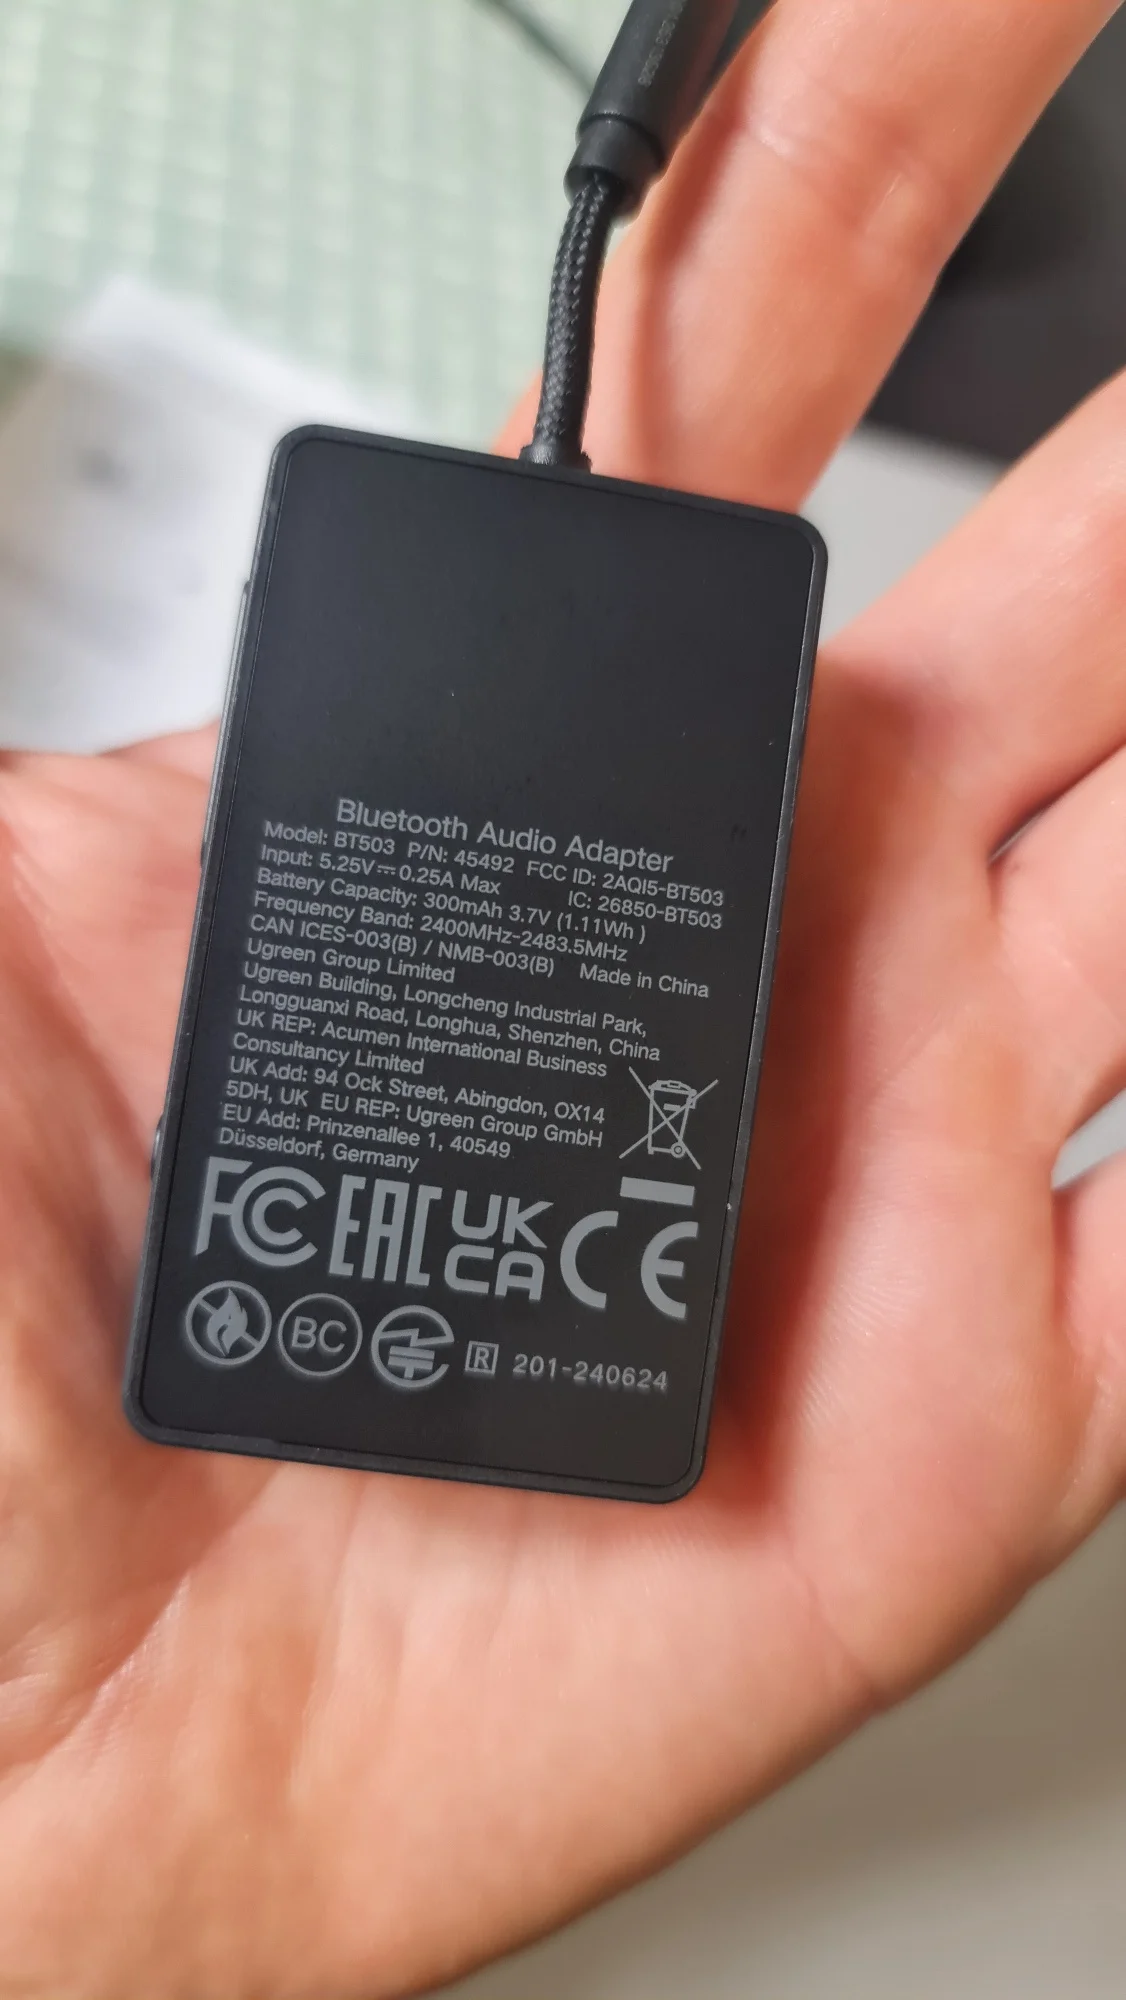 Bluetooth Audio Adapter
Model: BT503 P/N: 45492 FCC ID: 2AQI5-BT503
Input: 5.25V⎓0.25A Max IC: 26850-BT503
Battery Capacity: 300mAh 3.7V (1.11Wh )
Frequency Band: 2400MHz-2483.5MHz
CAN ICES-003(B) / NMB-003(B) Made in China
Ugreen Group Limited
Ugreen Building, Longcheng Industrial Park,
Longguanxi Road, Longhua, Shenzhen, China
UK REP: Acumen International Business
Consultancy Limited
UK Add: 94 Ock Street, Abingdon, OX14
5DH, UK EU REP: Ugreen Group GmbH
EU Add: Prinzenallee 1, 40549
Düsseldorf, Germany
FC EAC UK CA CE
BC R 201-240624